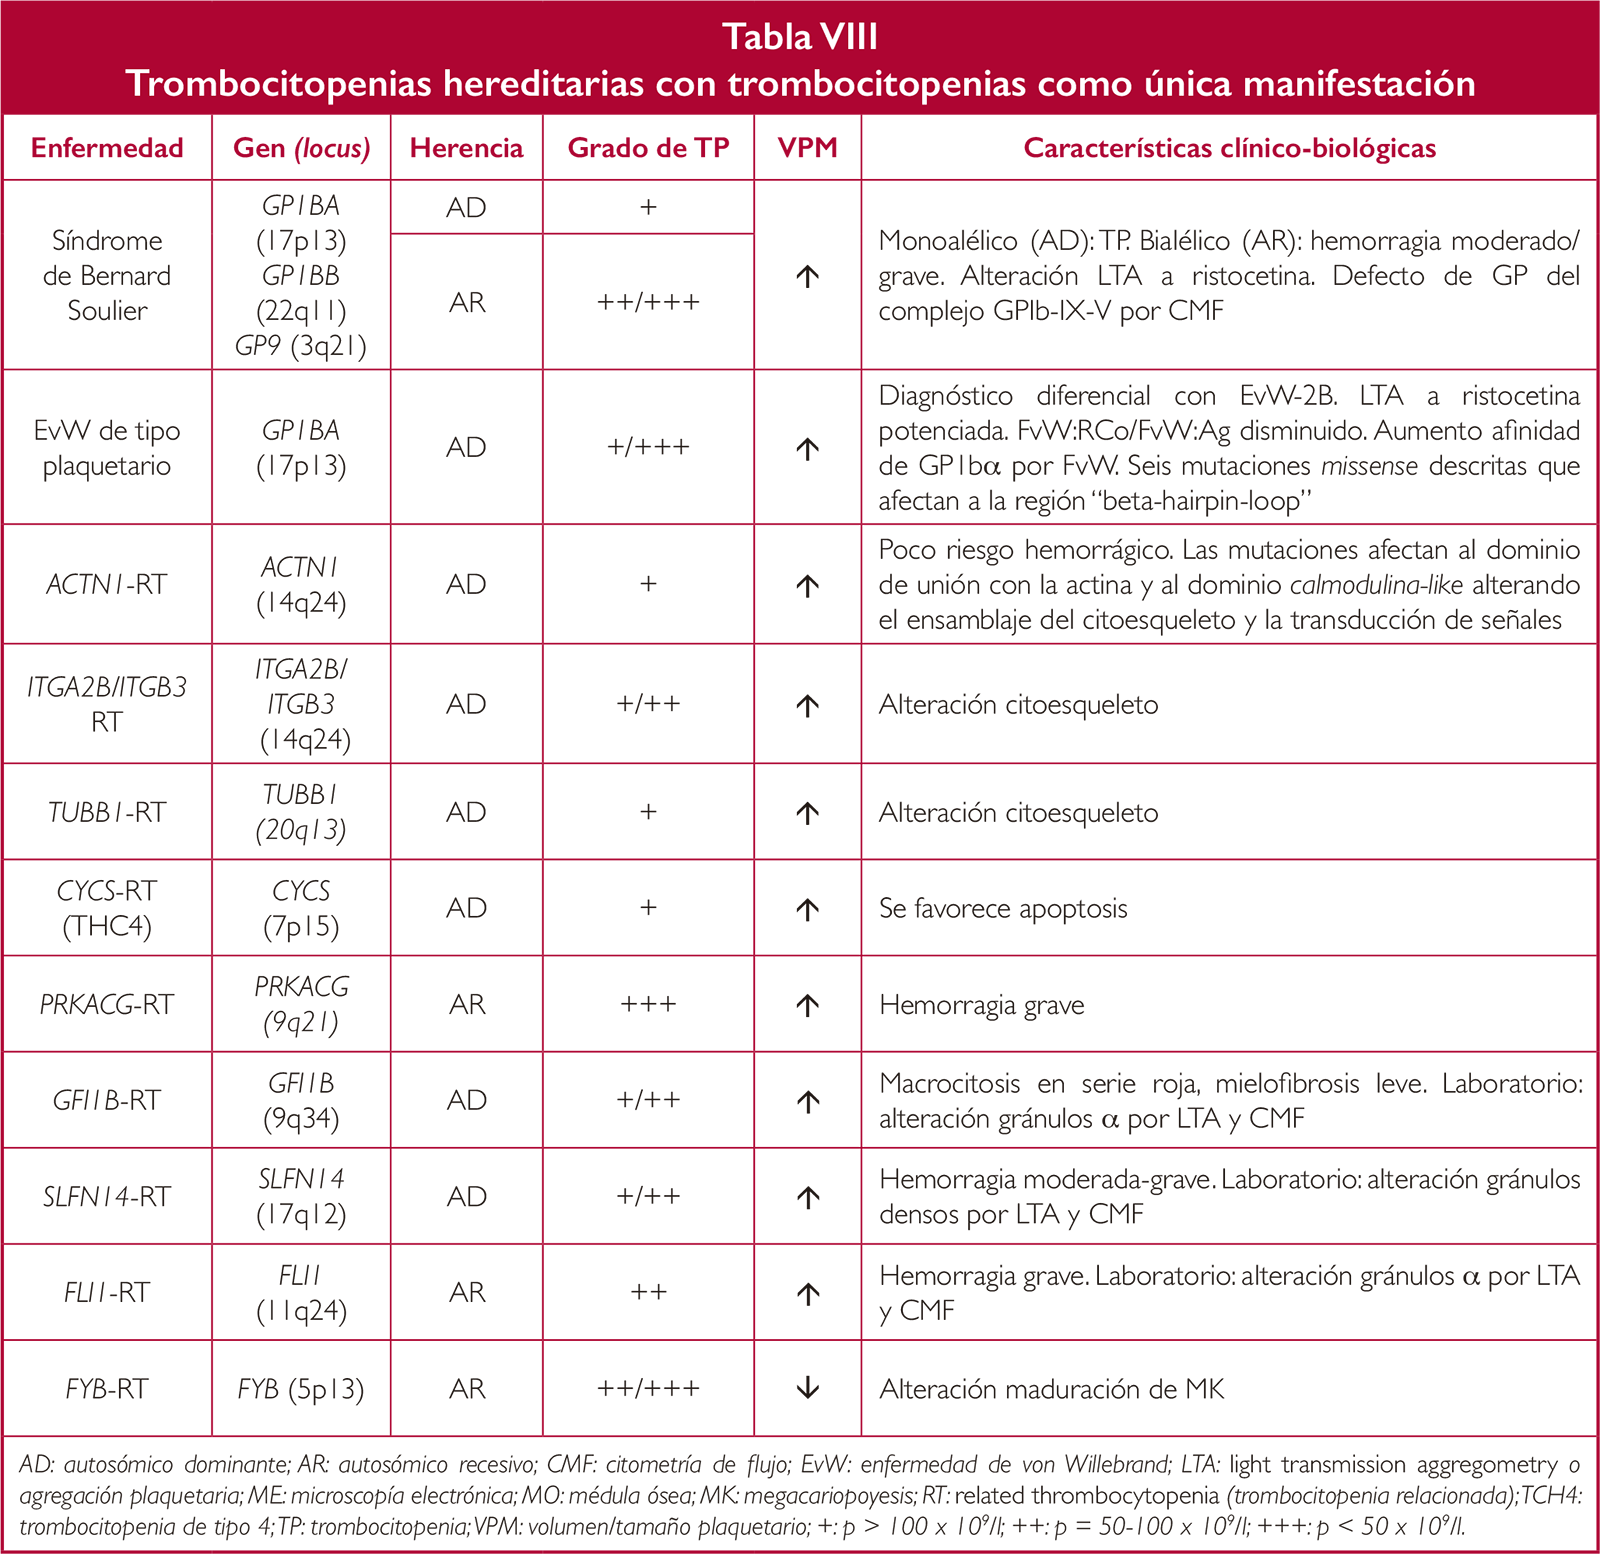 Tabla VIII
Trombocitopenias hereditarias con trombocitopenias como única manifestación
Enfermedad
Gen (locus)
Herencia
Grado de TP
VPM
Características clínico-biológicas
Síndrome
de Bernard
Soulier
GP1BA
(17p13)
GP1BB
(22q11)
GP9 (3q21)
AD
+
AR
++/+++
↑
Monoalélico (AD): TP. Bialélico (AR): hemorragia moderado/
grave. Alteración LTA a ristocetina. Defecto de GP del
complejo GPIb-IX-V por CMF
EvW de tipo
plaquetario
GP1BA
(17p13)
AD
+/+++
↑
Diagnóstico diferencial con EvW-2B. LTA a ristocetina
potenciada. FvW:RCo/FvW:Ag disminuido. Aumento afinidad
de GP1bα por FvW. Seis mutaciones missense descritas que
afectan a la región “beta-hairpin-loop”
ACTN1-RT
ACTN1
(14q24)
AD
+
↑
Poco riesgo hemorrágico. Las mutaciones afectan al dominio
de unión con la actina y al dominio calmodulina-like alterando
el ensamblaje del citoesqueleto y la transducción de señales
ITGA2B/ITGB3
RT
ITGA2B/
ITGB3
(14q24)
AD
+/++
↑
Alteración citoesqueleto
TUBB1-RT
TUBB1
(20q13)
AD
+
↑
Alteración citoesqueleto
CYCS-RT
(THC4)
CYCS
(7p15)
AD
+
↑
Se favorece apoptosis
PRKACG-RT
PRKACG
(9q21)
AR
+++
↑
Hemorragia grave
GFI1B-RT
GFI1B
(9q34)
AD
+/++
↑
Macrocitosis en serie roja, mielofibrosis leve. Laboratorio:
alteración gránulos α por LTA y CMF
SLFN14-RT
SLFN14
(17q12)
AD
+/++
↑
Hemorragia moderada-grave. Laboratorio: alteración gránulos
densos por LTA y CMF
FLI1-RT
FLI1
(11q24)
AR
++
↑
Hemorragia grave. Laboratorio: alteración gránulos α por LTA
y CMF
FYB-RT
FYB (5p13)
AR
++/+++
↓
Alteración maduración de MK
AD: autosómico dominante; AR: autosómico recesivo; CMF: citometría de flujo; EvW: enfermedad de von Willebrand; LTA: light transmission aggregometry o
agregación plaquetaria; ME: microscopía electrónica; MO: médula ósea; MK: megacariopoyesis; RT: related thrombocytopenia (trombocitopenia relacionada); TCH4:
trombocitopenia de tipo 4; TP: trombocitopenia; VPM: volumen/tamaño plaquetario; +: p > 100 x 10⁹/l; ++: p = 50-100 x 10⁹/l; +++: p < 50 x 10⁹/l.